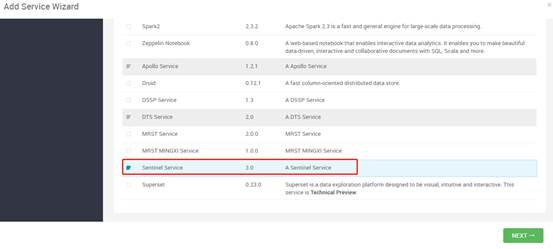 Add Service Wizard
Spark2 2.3.2 Apache Spark 2.3 is a fast and general engine for large-scale data processing.
Zeppelin Notebook 0.8.0 A web-based notebook that enables interactive data analytics. It enables you to make beautiful
data-driven, interactive and collaborative documents with SQL, Scala and more.
Apollo Service 1.2.1 A Apollo Service
Druid 0.12.1 A fast column-oriented distributed data store.
DSSP Service 1.3 A DSSP Service
DTS Service 2.0 A DTS Service
MRST Service 2.0.0 MRST Service
MRST MINGXI Service 1.0.0 MRST MINGXI Service
Sentinel Service 3.0 A Sentinel Service
Superset 0.23.0 Superset is a data exploration platform designed to be visual, intuitive and interactive. This
service is Technical Preview.
NEXT →